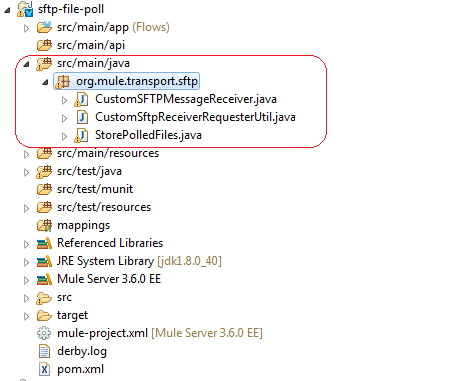 sftp-file-poll
src/main/app (Flows)
src/main/api
src/main/java
org.mule.transport.sftp
CustomSFTPMessageReceiver.java
CustomSftpReceiverRequesterUtil.java
StorePolledFiles.java
src/main/resources
src/test/java
src/test/munit
src/test/resources
mappings
Referenced Libraries
JRE System Library [jdk1.8.0_40]
Mule Server 3.6.0 EE
src
target
mule-project.xml [Mule Server 3.6.0 EE]
derby.log
pom.xml